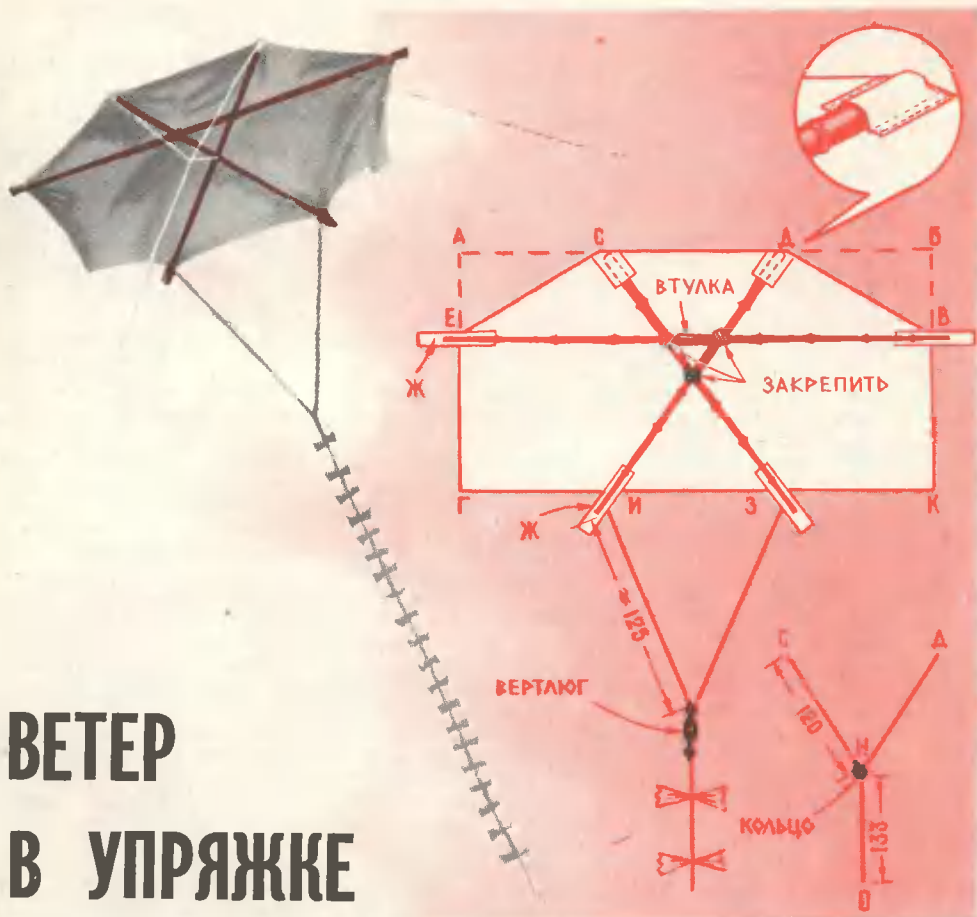 А С Д Б
ВТУЛКА
Е В
Ж ЗАКРЕПИТЬ
Г И З К
Ж
≈ 125
ВЕРТЛЮГ
С Д
120
Н
КОЛЬЦО
133
О
ВЕТЕР
В УПРЯЖКЕ